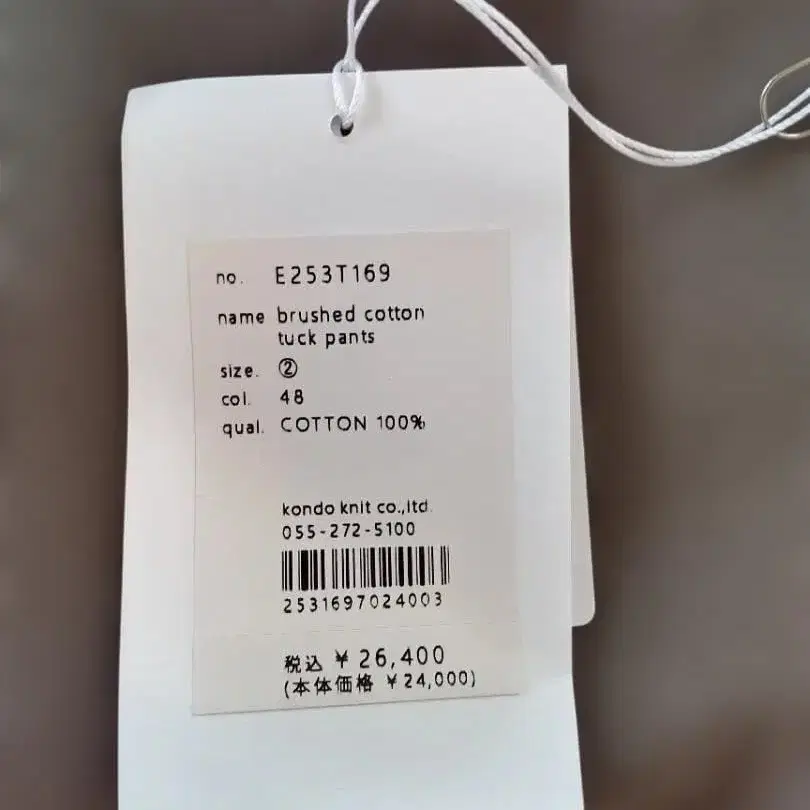 no. E253T169
name brushed cotton
tuck pants
size. ②
col. 48
qual. COTTON 100%
kondo knit co.,ltd.
055-272-5100
2531697024003
税込 ¥ 26,400
(本体価格 ¥24,000)